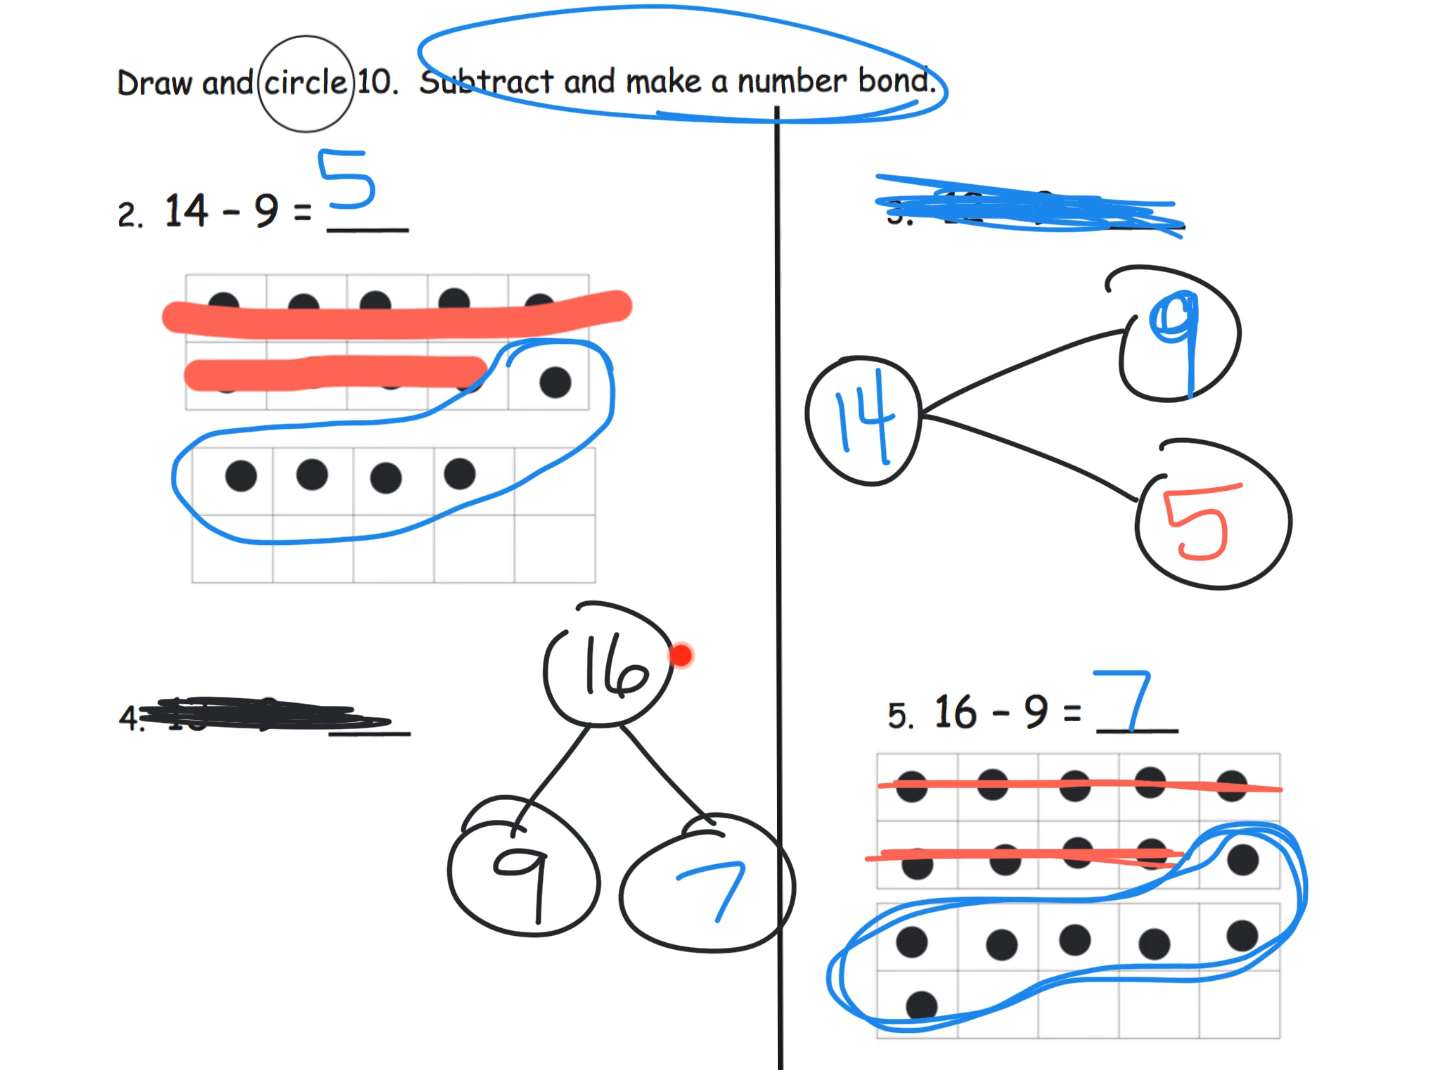 Draw and circle 10. Subtract and make a number bond.
2. 14 - 9 = 5
3.
14
9
5
4.
16
9
7
5. 16 - 9 = 7